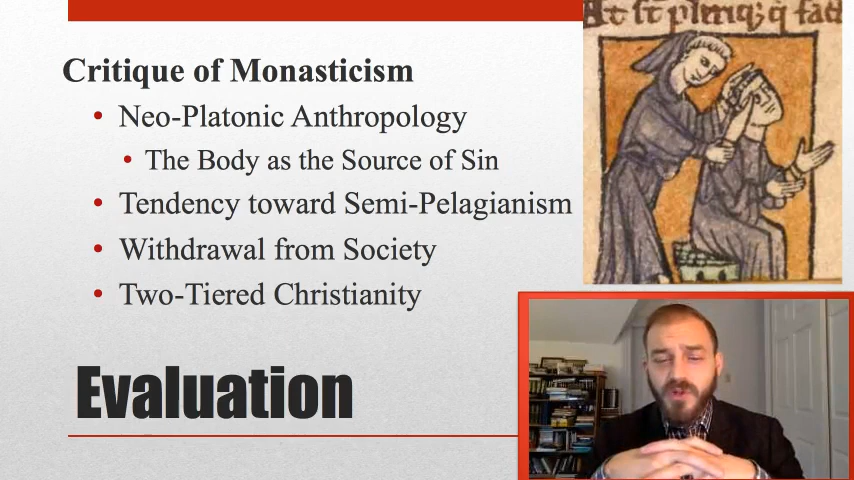 Critique of Monasticism
• Neo-Platonic Anthropology
• The Body as the Source of Sin
• Tendency toward Semi-Pelagianism
• Withdrawal from Society
• Two-Tiered Christianity
Evaluation